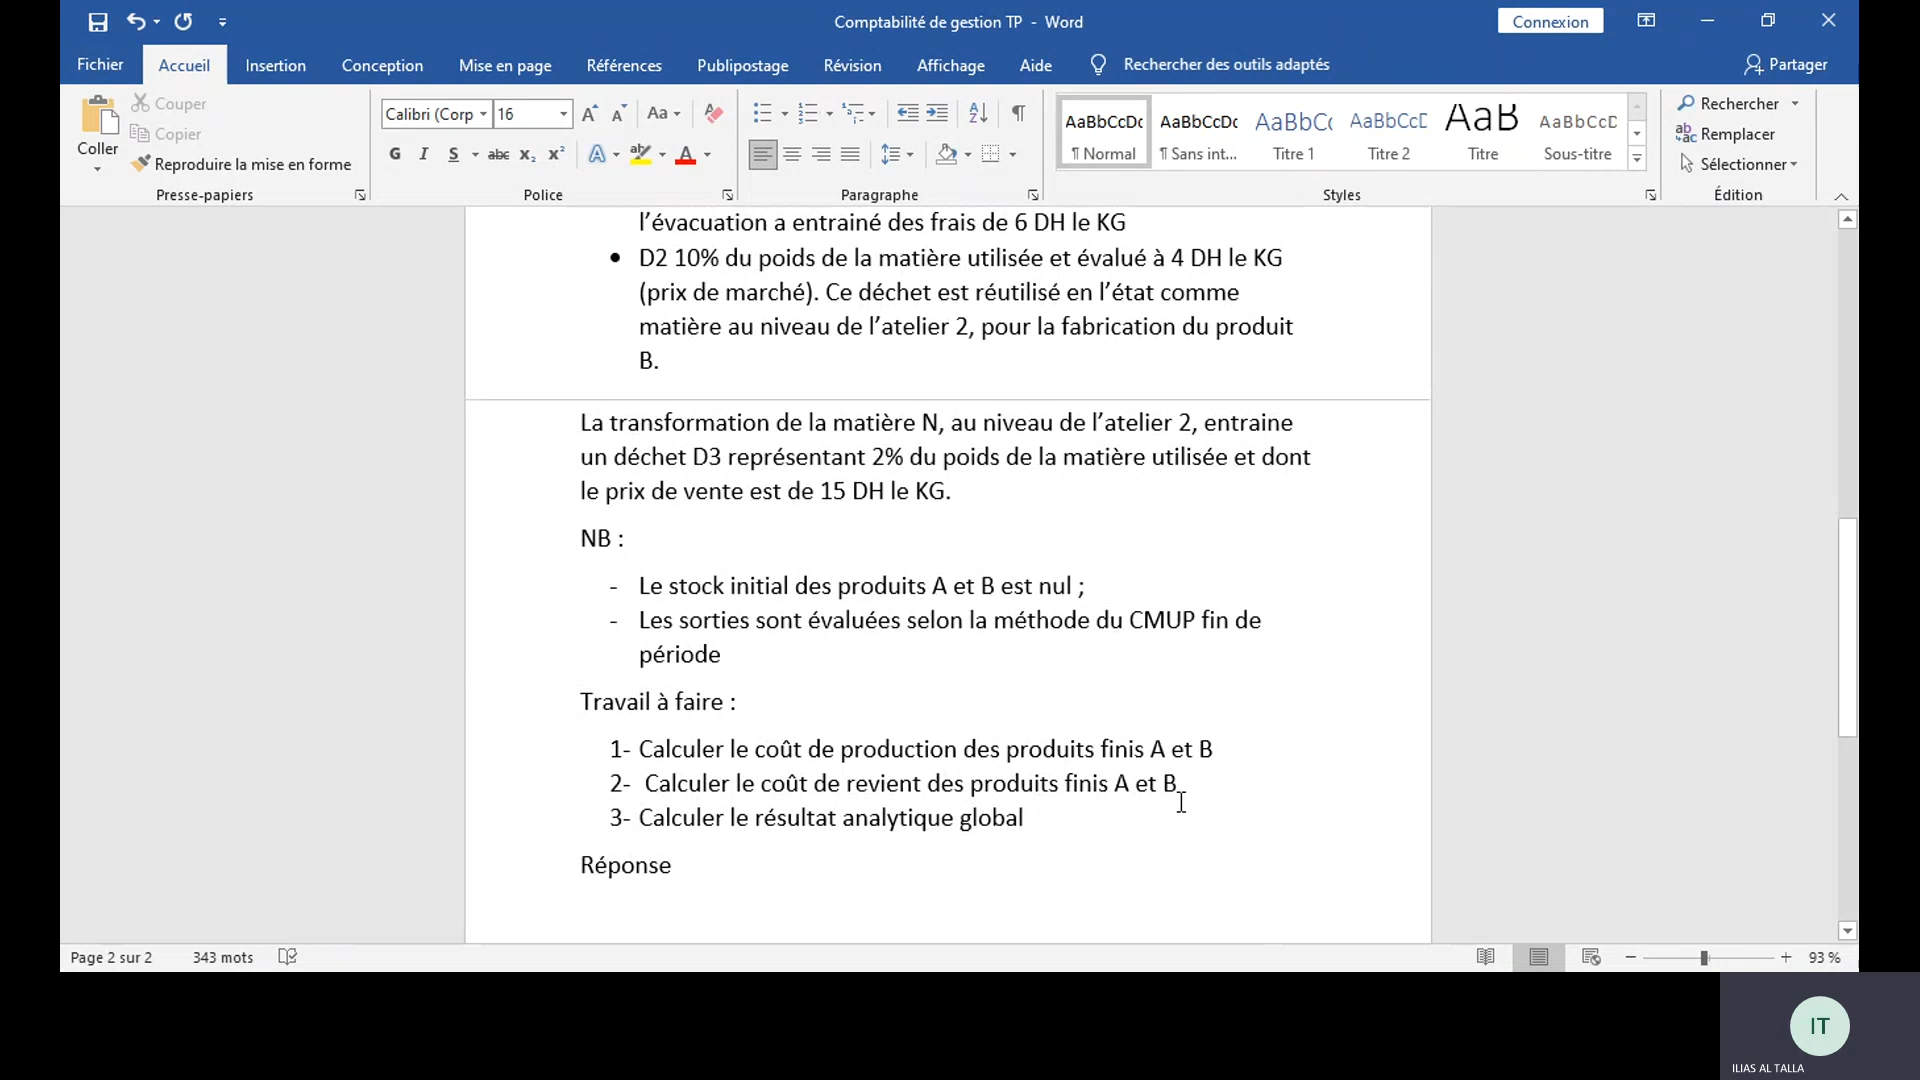 Comptabilité de gestion TP - Word
Connexion
Fichier Accueil Insertion Conception Mise en page Références Publipostage Révision Affichage Aide Rechercher des outils adaptés Partager
Coller
Couper
Copier
Reproduire la mise en forme
Presse-papiers
Calibri (Corp 16
Aa
G I S abc x₂ x² A A
Police
Paragraphe
AaBbCcDc AaBbCcDc AaBbCc AaBbCcC AaB AaBbCcD
¶ Normal ¶ Sans int... Titre 1 Titre 2 Titre Sous-titre
Styles
Rechercher
Remplacer
Sélectionner
Édition
l’évacuation a entrainé des frais de 6 DH le KG
• D2 10% du poids de la matière utilisée et évalué à 4 DH le KG
(prix de marché). Ce déchet est réutilisé en l’état comme
matière au niveau de l’atelier 2, pour la fabrication du produit
B.
La transformation de la matière N, au niveau de l’atelier 2, entraine
un déchet D3 représentant 2% du poids de la matière utilisée et dont
le prix de vente est de 15 DH le KG.
NB :
- Le stock initial des produits A et B est nul ;
- Les sorties sont évaluées selon la méthode du CMUP fin de
période
Travail à faire :
1- Calculer le coût de production des produits finis A et B
2- Calculer le coût de revient des produits finis A et B
3- Calculer le résultat analytique global
Réponse
Page 2 sur 2 343 mots 93 %
IT
ILIAS AL TALLA